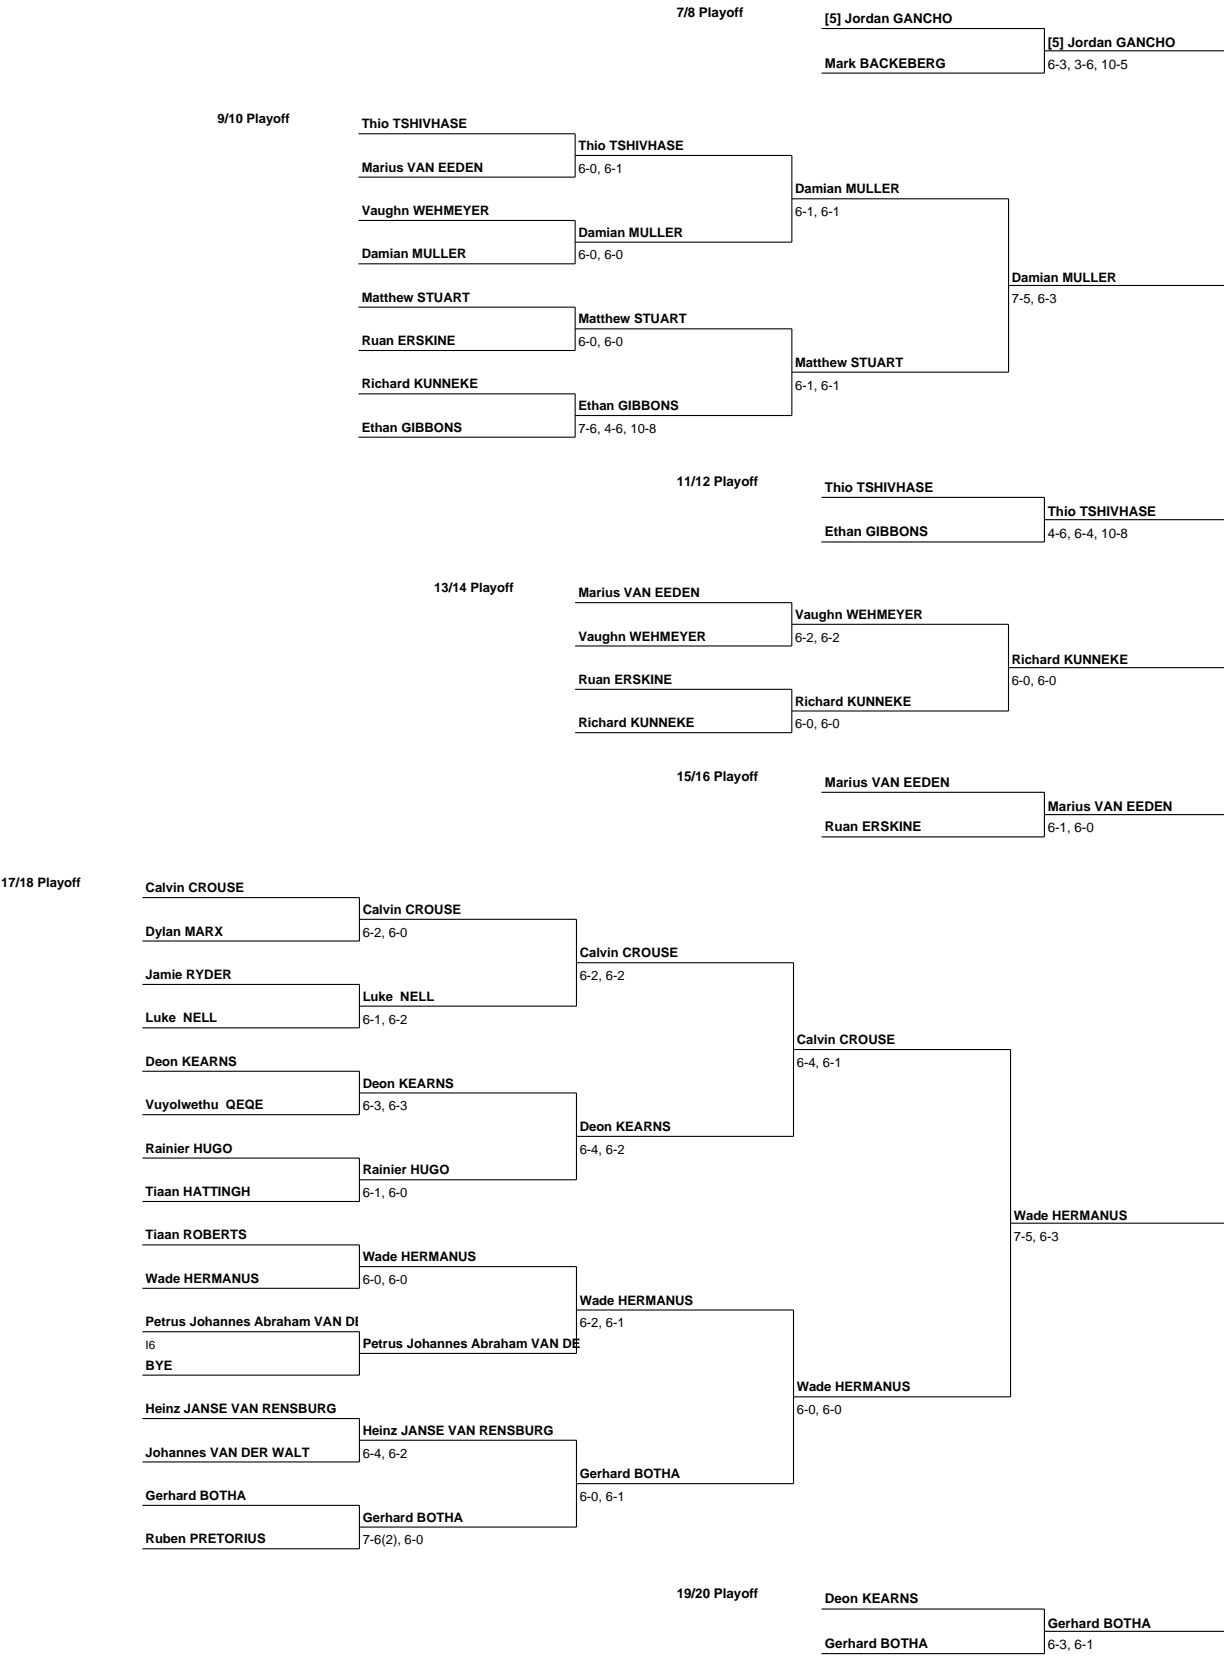 7/8 Playoff
[5] Jordan GANCHO
[5] Jordan GANCHO
Mark BACKEBERG
6-3, 3-6, 10-5
9/10 Playoff
Thio TSHIVHASE
Thio TSHIVHASE
Marius VAN EEDEN
6-0, 6-1
Damian MULLER
Vaughn WEHMEYER
6-1, 6-1
Damian MULLER
Damian MULLER
6-0, 6-0
Damian MULLER
Matthew STUART
7-5, 6-3
Matthew STUART
Ruan ERSKINE
6-0, 6-0
Matthew STUART
Richard KUNNEKE
6-1, 6-1
Ethan GIBBONS
Ethan GIBBONS
7-6, 4-6, 10-8
11/12 Playoff
Thio TSHIVHASE
Thio TSHIVHASE
Ethan GIBBONS
4-6, 6-4, 10-8
13/14 Playoff
Marius VAN EEDEN
Vaughn WEHMEYER
Vaughn WEHMEYER
6-2, 6-2
Richard KUNNEKE
Ruan ERSKINE
6-0, 6-0
Richard KUNNEKE
Richard KUNNEKE
6-0, 6-0
15/16 Playoff
Marius VAN EEDEN
Marius VAN EEDEN
Ruan ERSKINE
6-1, 6-0
17/18 Playoff
Calvin CROUSE
Calvin CROUSE
Dylan MARX
6-2, 6-0
Calvin CROUSE
Jamie RYDER
6-2, 6-2
Luke NELL
Luke NELL
6-1, 6-2
Calvin CROUSE
Deon KEARNS
6-4, 6-1
Deon KEARNS
Vuyolwethu QEQE
6-3, 6-3
Deon KEARNS
Rainier HUGO
6-4, 6-2
Rainier HUGO
Tiaan HATTINGH
6-1, 6-0
Wade HERMANUS
Tiaan ROBERTS
7-5, 6-3
Wade HERMANUS
Wade HERMANUS
6-0, 6-0
Wade HERMANUS
Petrus Johannes Abraham VAN DE
6-2, 6-1
I6
Petrus Johannes Abraham VAN DE
BYE
Wade HERMANUS
Heinz JANSE VAN RENSBURG
6-0, 6-0
Heinz JANSE VAN RENSBURG
Johannes VAN DER WALT
6-4, 6-2
Gerhard BOTHA
Gerhard BOTHA
6-0, 6-1
Gerhard BOTHA
Ruben PRETORIUS
7-6(2), 6-0
19/20 Playoff
Deon KEARNS
Gerhard BOTHA
Gerhard BOTHA
6-3, 6-1